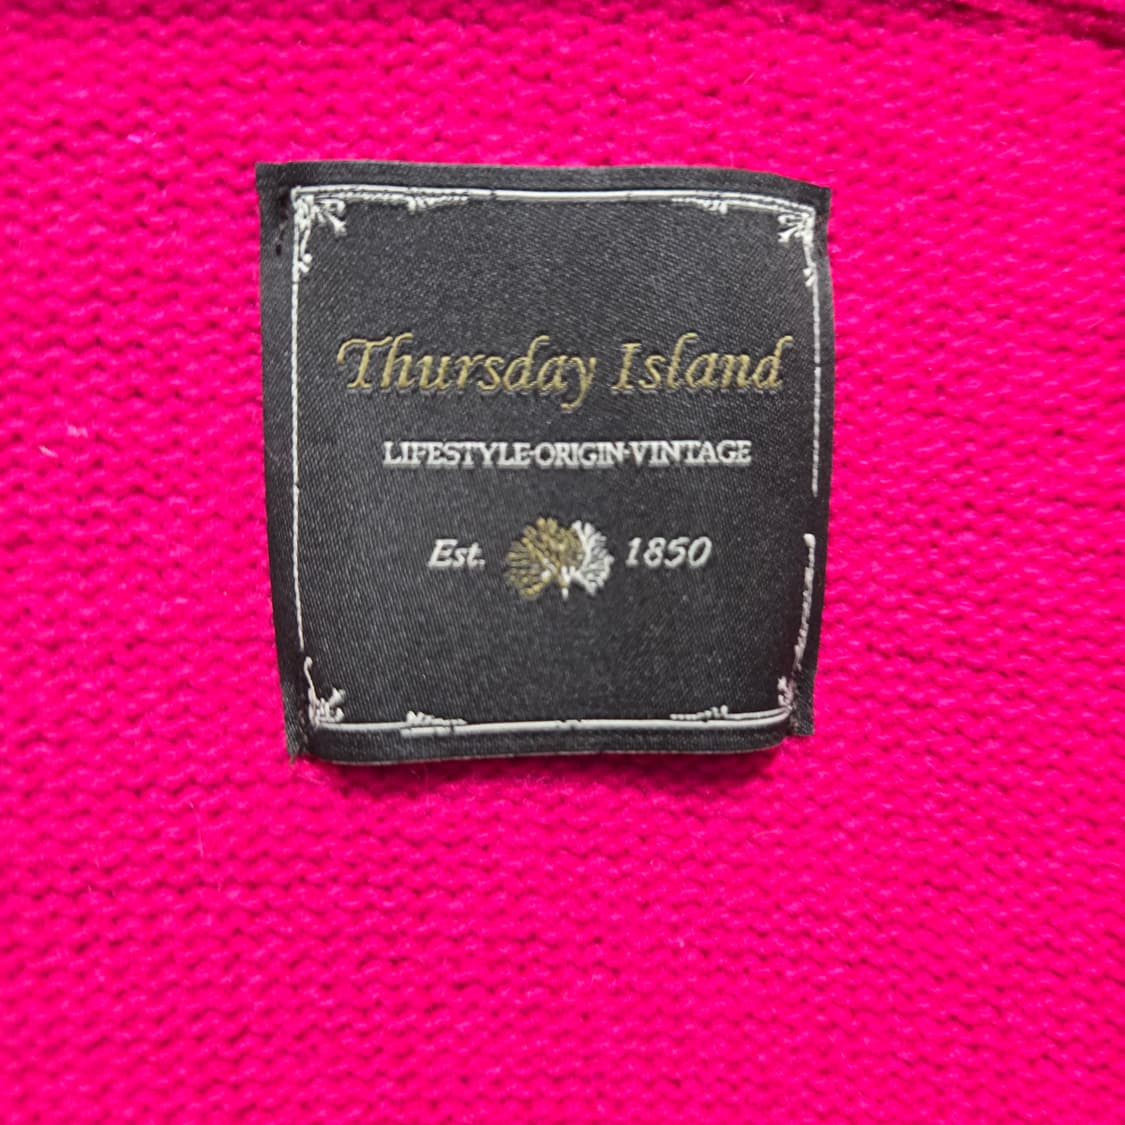 Thursday Island
LIFESTYLE·ORIGIN·VINTAGE
Est. 1850